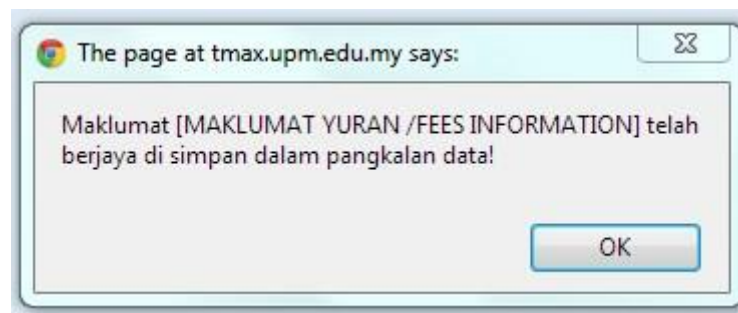 The page at tmax.upm.edu.my says:
Maklumat [MAKLUMAT YURAN /FEES INFORMATION] telah
berjaya di simpan dalam pangkalan data!
OK